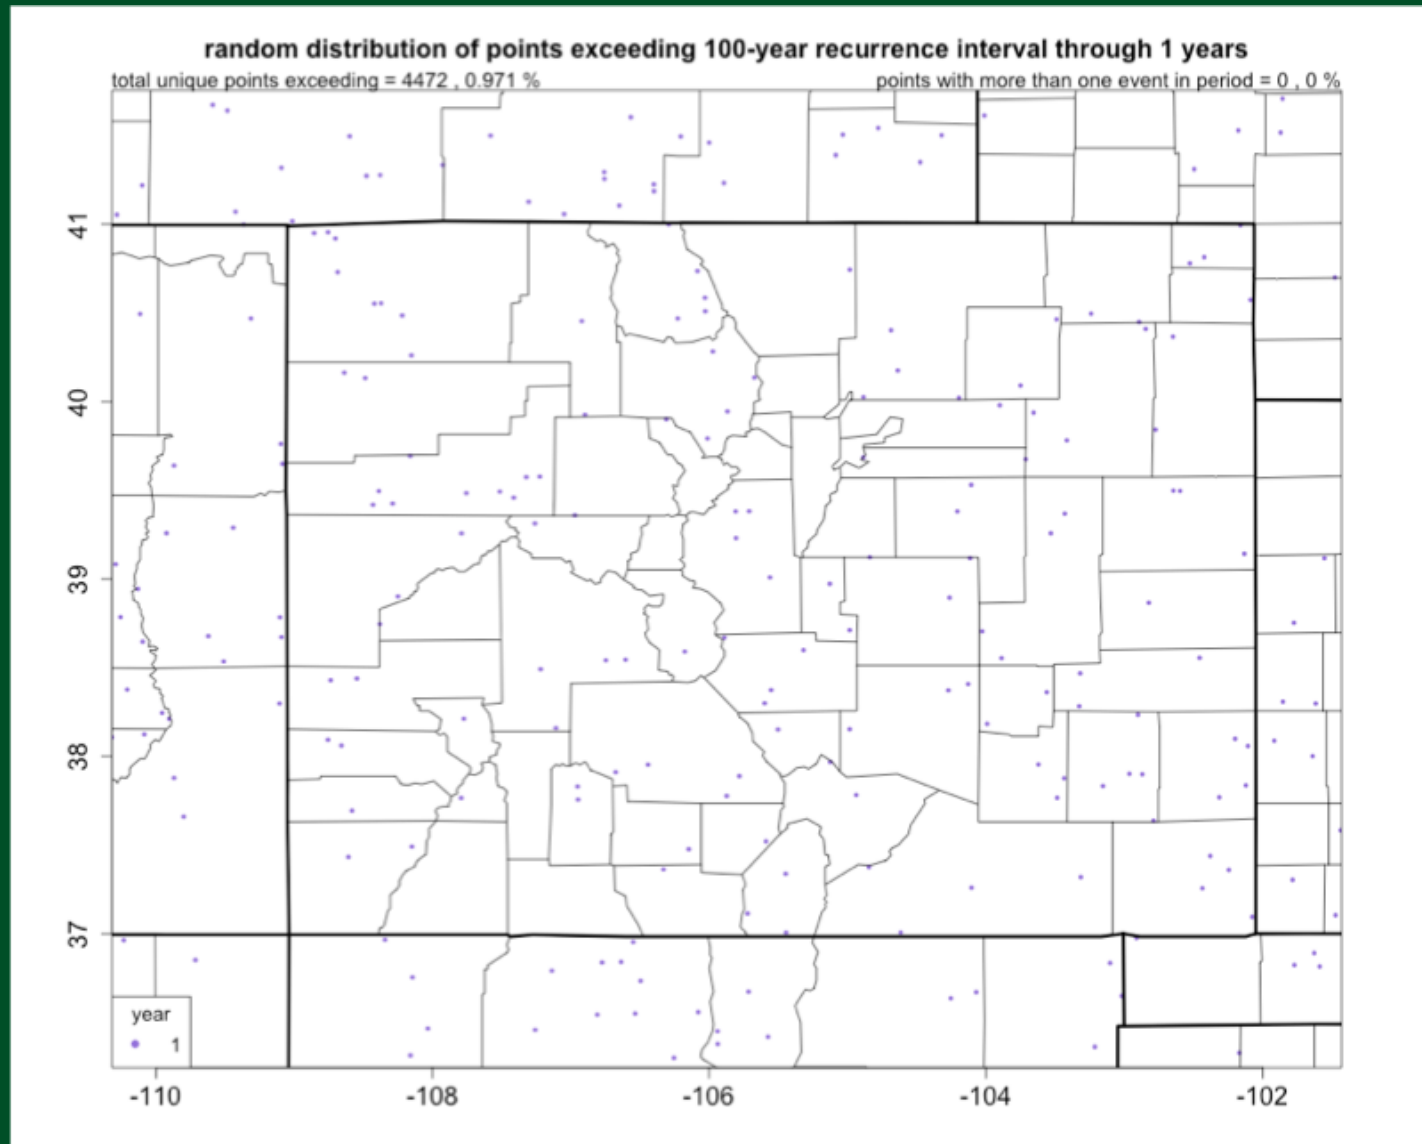 random distribution of points exceeding 100-year recurrence interval through 1 years
total unique points exceeding = 4472 , 0.971 %
points with more than one event in period = 0 , 0 %
41
40
39
38
37
year
1
-110
-108
-106
-104
-102